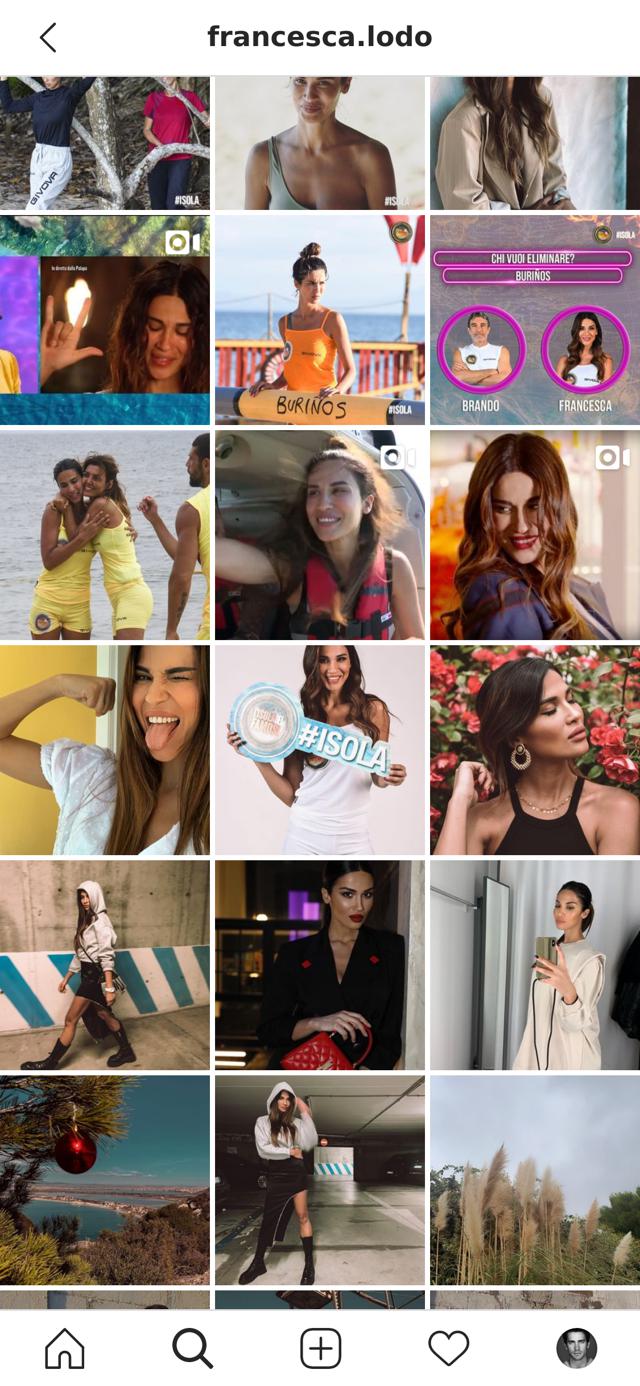 francesca.lodo
GIVOVA
#ISOLA
#ISOLA
In diretta dalla Palapa
BURIÑOS
#ISOLA
#ISOLA
CHI VUOI ELIMINARE?
BURIÑOS
BRANDO
FRANCESCA
#ISOLA